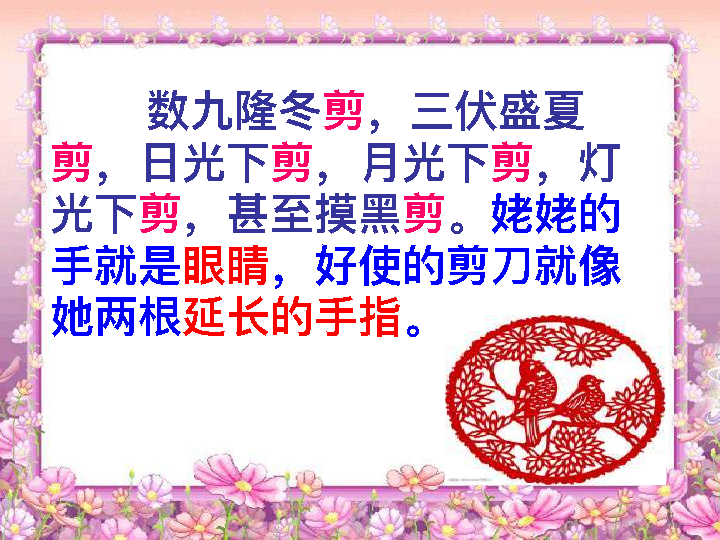 数九隆冬剪，三伏盛夏
剪，日光下剪，月光下剪，灯
光下剪，甚至摸黑剪。姥姥的
手就是眼睛，好使的剪刀就像
她两根延长的手指。